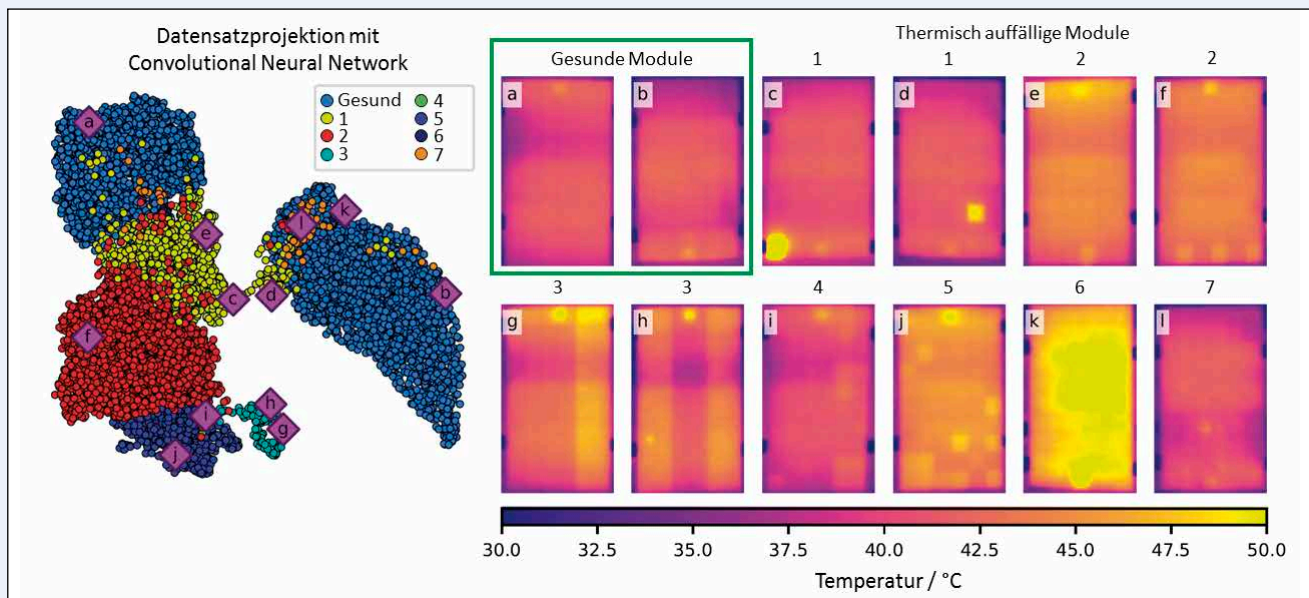 Datensatzprojektion mit
Convolutional Neural Network
Gesund
1
2
3
4
5
6
7
a
e
l
k
c
d
b
f
i
h
g
j
Thermisch auffällige Module
Gesunde Module
1
1
2
2
a
b
c
d
e
f
3
3
4
5
6
7
g
h
i
j
k
l
30.0
32.5
35.0
37.5
40.0
42.5
45.0
47.5
50.0
Temperatur / °C